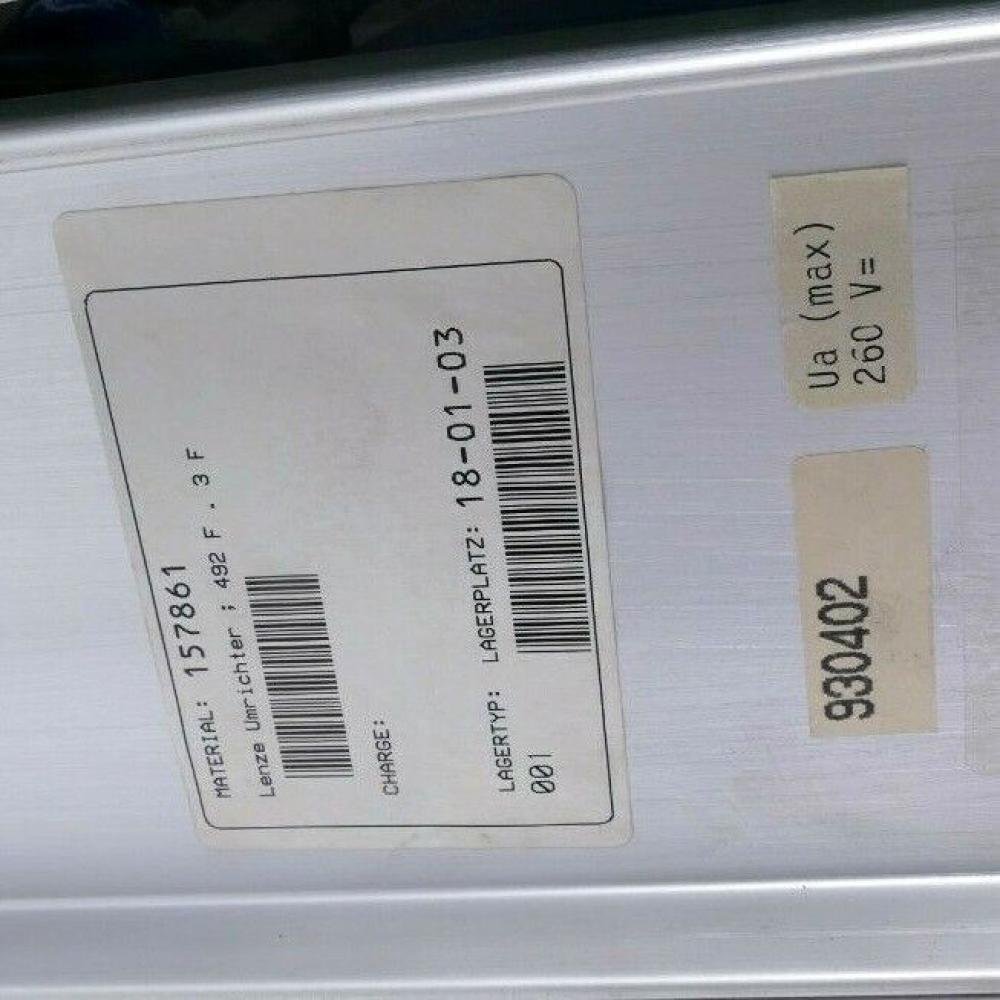 MATERIAL: 157861
Lenze Umrichter ; 492 F . 3 F
CHARGE:
LAGERTYP: LAGERPLATZ: 18-01-03
001
Ua (max)
260 V=
930402